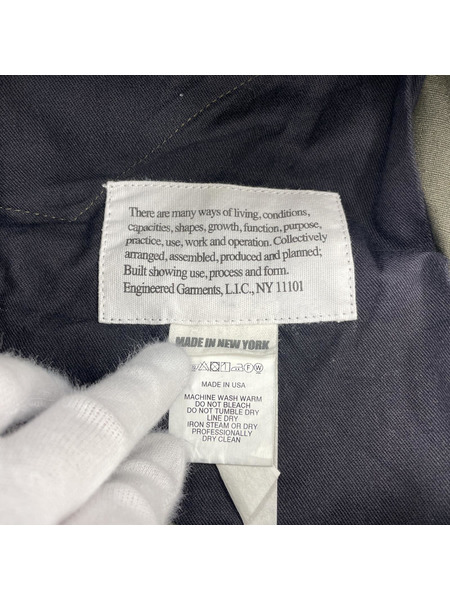 There are many ways of living, conditions,
capacities, shapes, growth, function, purpose,
practice, use, work and operation. Collectively
arranged, assembled, produced and planned;
Built showing use, process and form.
Engineered Garments, L.I.C., NY 11101
MADE IN NEW YORK
F W
MADE IN USA
MACHINE WASH WARM
DO NOT BLEACH
DO NOT TUMBLE DRY
LINE DRY
IRON STEAM OR DRY
PROFESSIONALLY
DRY CLEAN